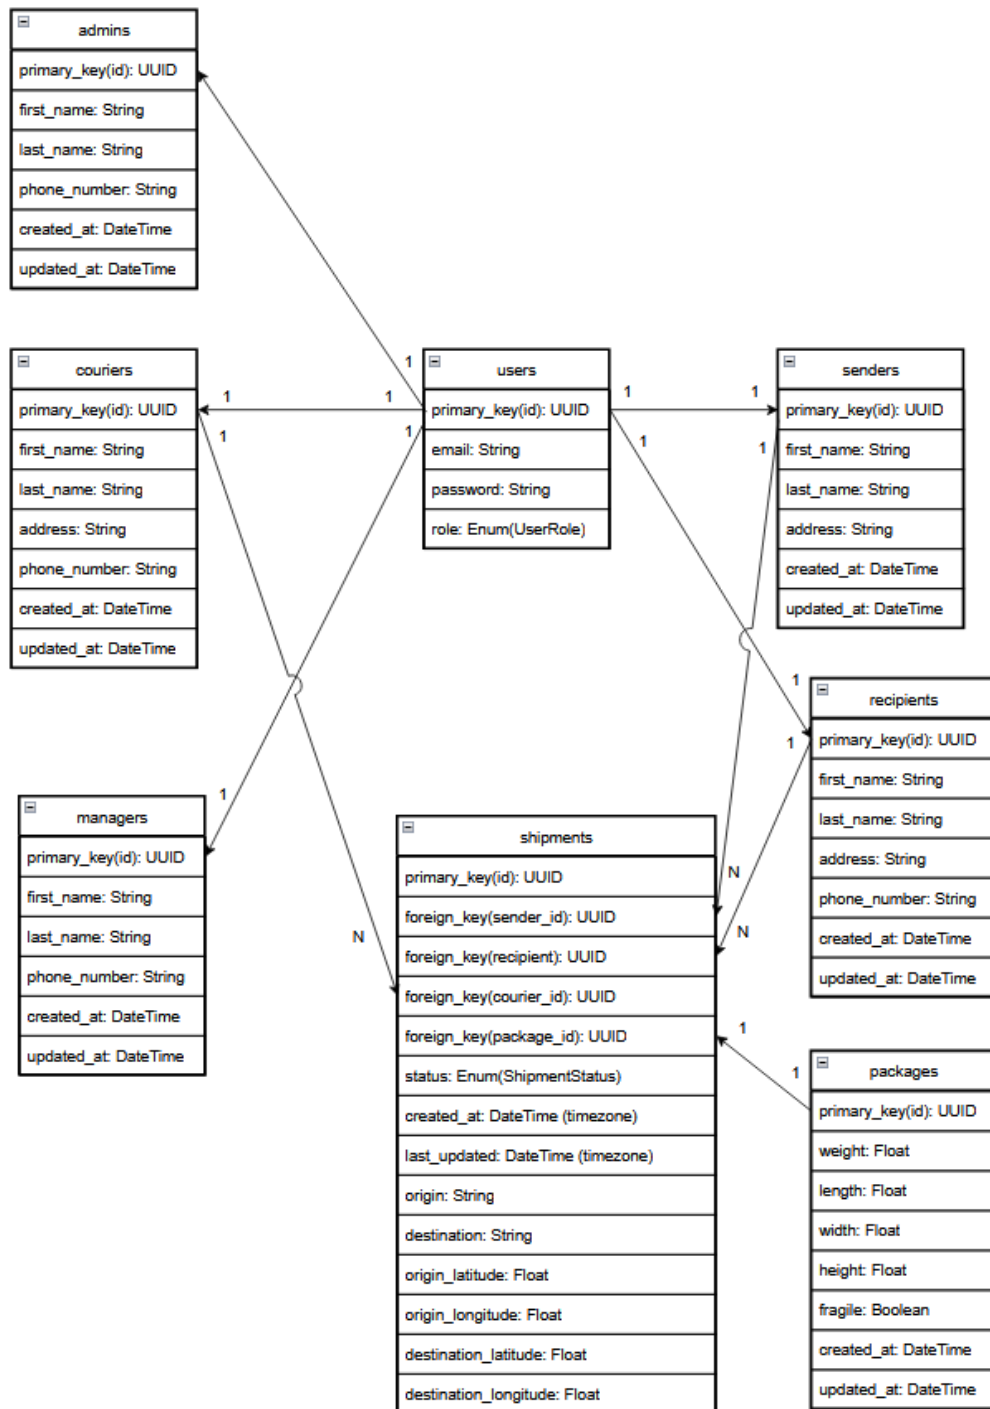 admins
primary_key(id): UUID
first_name: String
last_name: String
phone_number: String
created_at: DateTime
updated_at: DateTime
couriers
primary_key(id): UUID
first_name: String
last_name: String
address: String
phone_number: String
created_at: DateTime
updated_at: DateTime
users
primary_key(id): UUID
email: String
password: String
role: Enum(UserRole)
senders
primary_key(id): UUID
first_name: String
last_name: String
address: String
created_at: DateTime
updated_at: DateTime
1
1
1
1
1
1
1
1
1
recipients
primary_key(id): UUID
first_name: String
last_name: String
address: String
phone_number: String
created_at: DateTime
updated_at: DateTime
1
1
1
managers
primary_key(id): UUID
first_name: String
last_name: String
phone_number: String
created_at: DateTime
updated_at: DateTime
shipments
primary_key(id): UUID
foreign_key(sender_id): UUID
foreign_key(recipient): UUID
foreign_key(courier_id): UUID
foreign_key(package_id): UUID
status: Enum(ShipmentStatus)
created_at: DateTime (timezone)
last_updated: DateTime (timezone)
origin: String
destination: String
origin_latitude: Float
origin_longitude: Float
destination_latitude: Float
destination_longitude: Float
N
N
N
1
1
packages
primary_key(id): UUID
weight: Float
length: Float
width: Float
height: Float
fragile: Boolean
created_at: DateTime
updated_at: DateTime